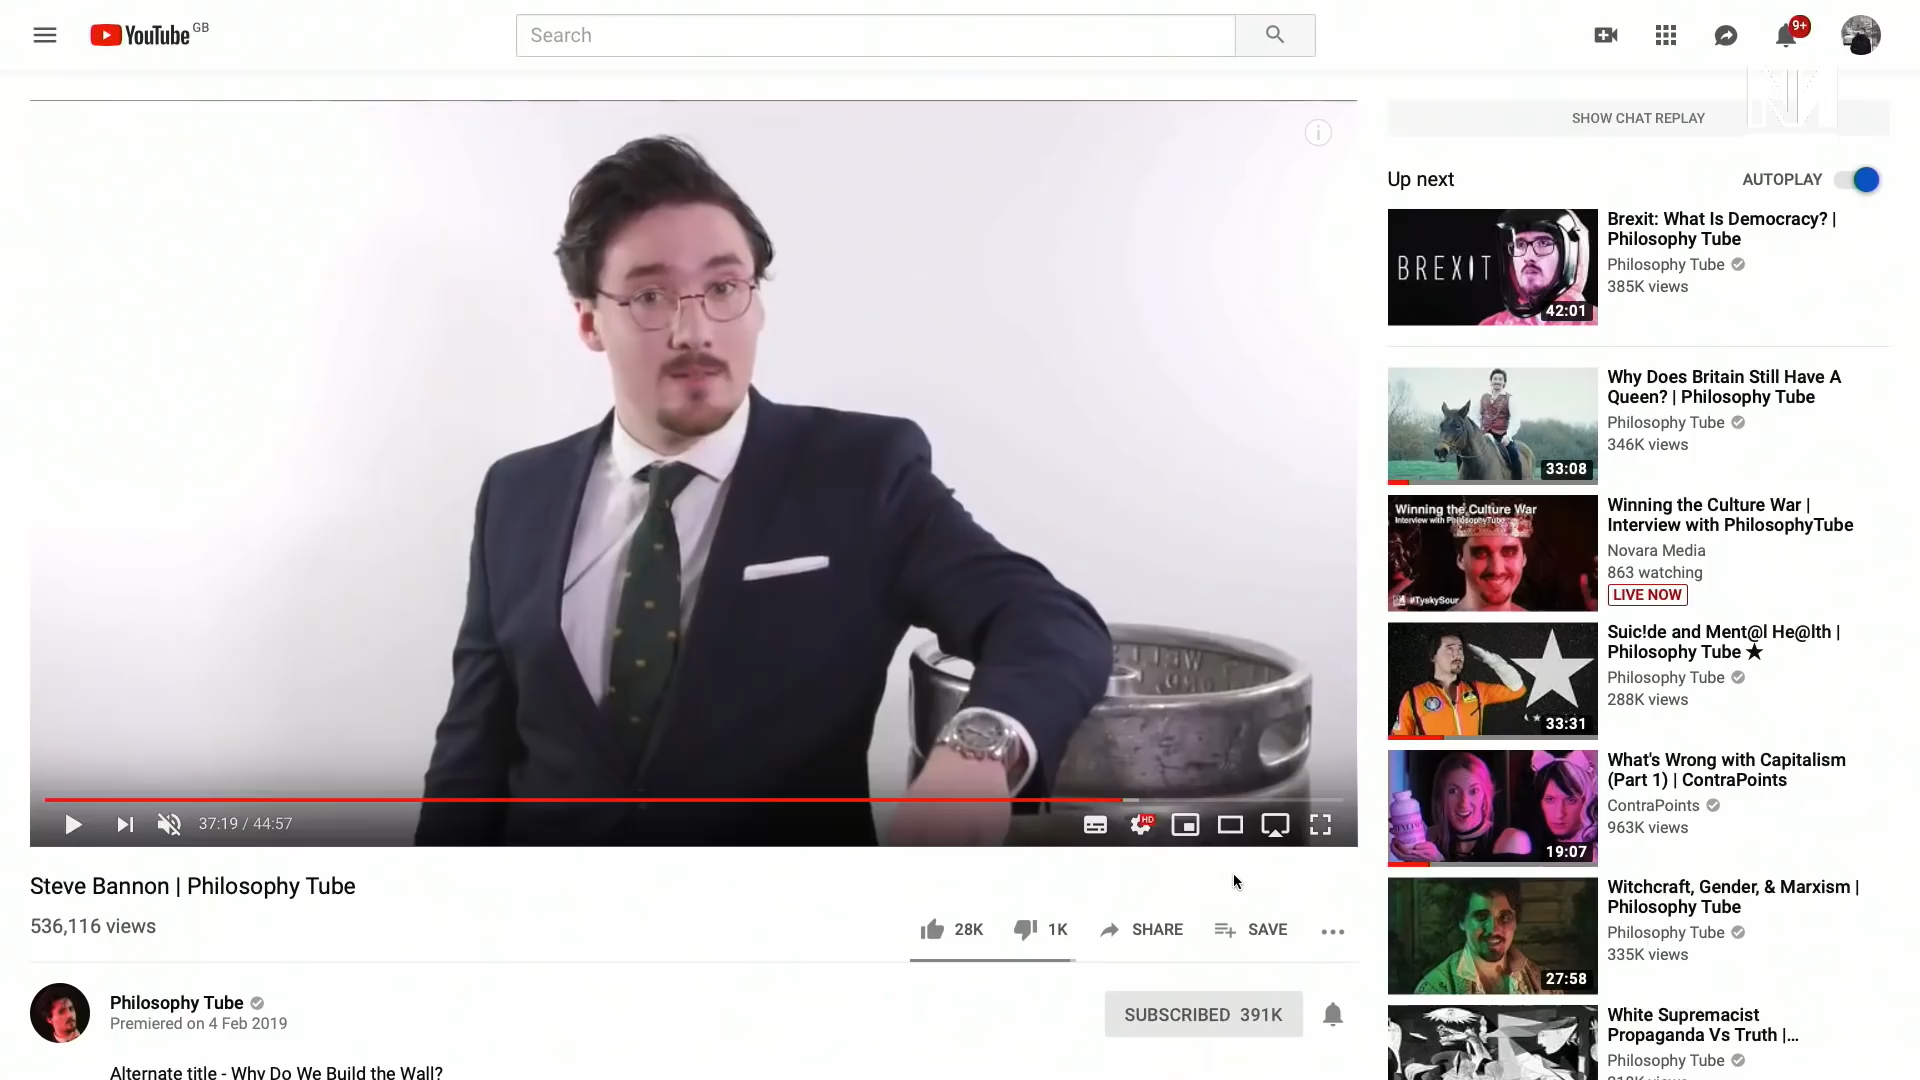 YouTube GB
Search
9+
SHOW CHAT REPLAY
Up next
AUTOPLAY
BREXIT
42:01
Brexit: What Is Democracy? |
Philosophy Tube
Philosophy Tube
385K views
33:08
Why Does Britain Still Have A
Queen? | Philosophy Tube
Philosophy Tube
346K views
Winning the Culture War
Interview with PhilosophyTube
#TyskySour
Winning the Culture War |
Interview with PhilosophyTube
Novara Media
863 watching
LIVE NOW
33:31
Suic!de and Ment@l He@lth |
Philosophy Tube ★
Philosophy Tube
288K views
19:07
What's Wrong with Capitalism
(Part 1) | ContraPoints
ContraPoints
963K views
27:58
Witchcraft, Gender, & Marxism |
Philosophy Tube
Philosophy Tube
335K views
White Supremacist
Propaganda Vs Truth |...
Philosophy Tube
37:19 / 44:57
HD
Steve Bannon | Philosophy Tube
536,116 views
28K
1K
SHARE
SAVE
Philosophy Tube
Premiered on 4 Feb 2019
SUBSCRIBED 391K
Alternate title - Why Do We Build the Wall?